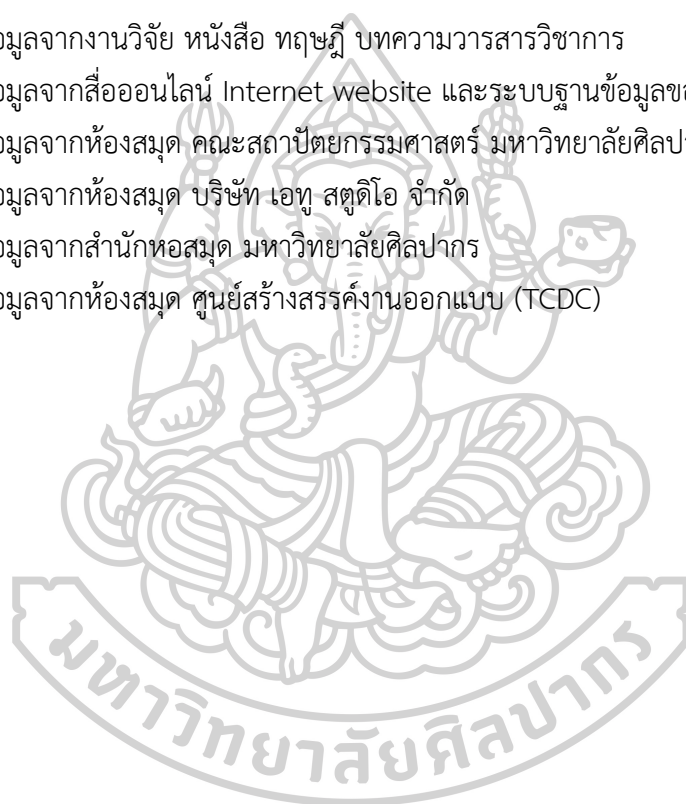 ข้อมูลจากงานวิจัย หนังสือ ทฤษฎี บทความวารสารวิชาการ
ข้อมูลจากสื่อออนไลน์ Internet website และระบบฐานข้อมูล
ข้อมูลจากห้องสมุด คณะสถาปัตยกรรมศาสตร์ มหาวิทยาลัย
ข้อมูลจากห้องสมุด บริษัท เอทู สตูดิโอ จำกัด
ข้อมูลจากสำนักหอสมุด มหาวิทยาลัยศิลปากร
ข้อมูลจากห้องสมุด ศูนย์สร้างสรรค์งานออกแบบ (TCDC)
มหาวิทยาลัยศิลปากร